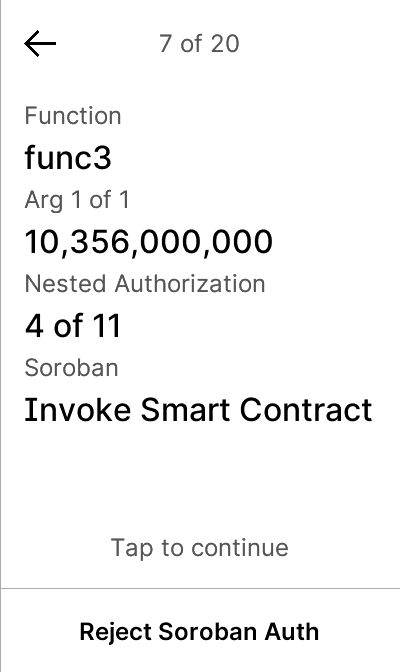 7 of 20
Function
func3
Arg 1 of 1
10,356,000,000
Nested Authorization
4 of 11
Soroban
Invoke Smart Contract
Tap to continue
Reject Soroban Auth